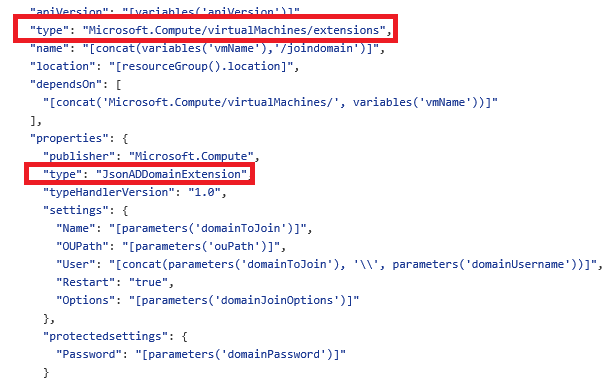 "apiVersion": "[variables('apiVersion')]"
"type": "Microsoft.Compute/virtualMachines/extensions",
"name": "[concat(variables('vmName'),'/joindomain')]",
"location": "[resourceGroup().location]",
"dependsOn": [
"[concat('Microsoft.Compute/virtualMachines/', variables('vmName'))]"
],
"properties": {
"publisher": "Microsoft.Compute",
"type": "JsonADDomainExtension"
"typeHandlerVersion": "1.0",
"settings": {
"Name": "[parameters('domainToJoin')]",
"OUPath": "[parameters('ouPath')]",
"User": "[concat(parameters('domainToJoin'), '\\', parameters('domainUsername'))]",
"Restart": "true",
"Options": "[parameters('domainJoinOptions')]"
},
"protectedsettings": {
"Password": "[parameters('domainPassword')]"
}